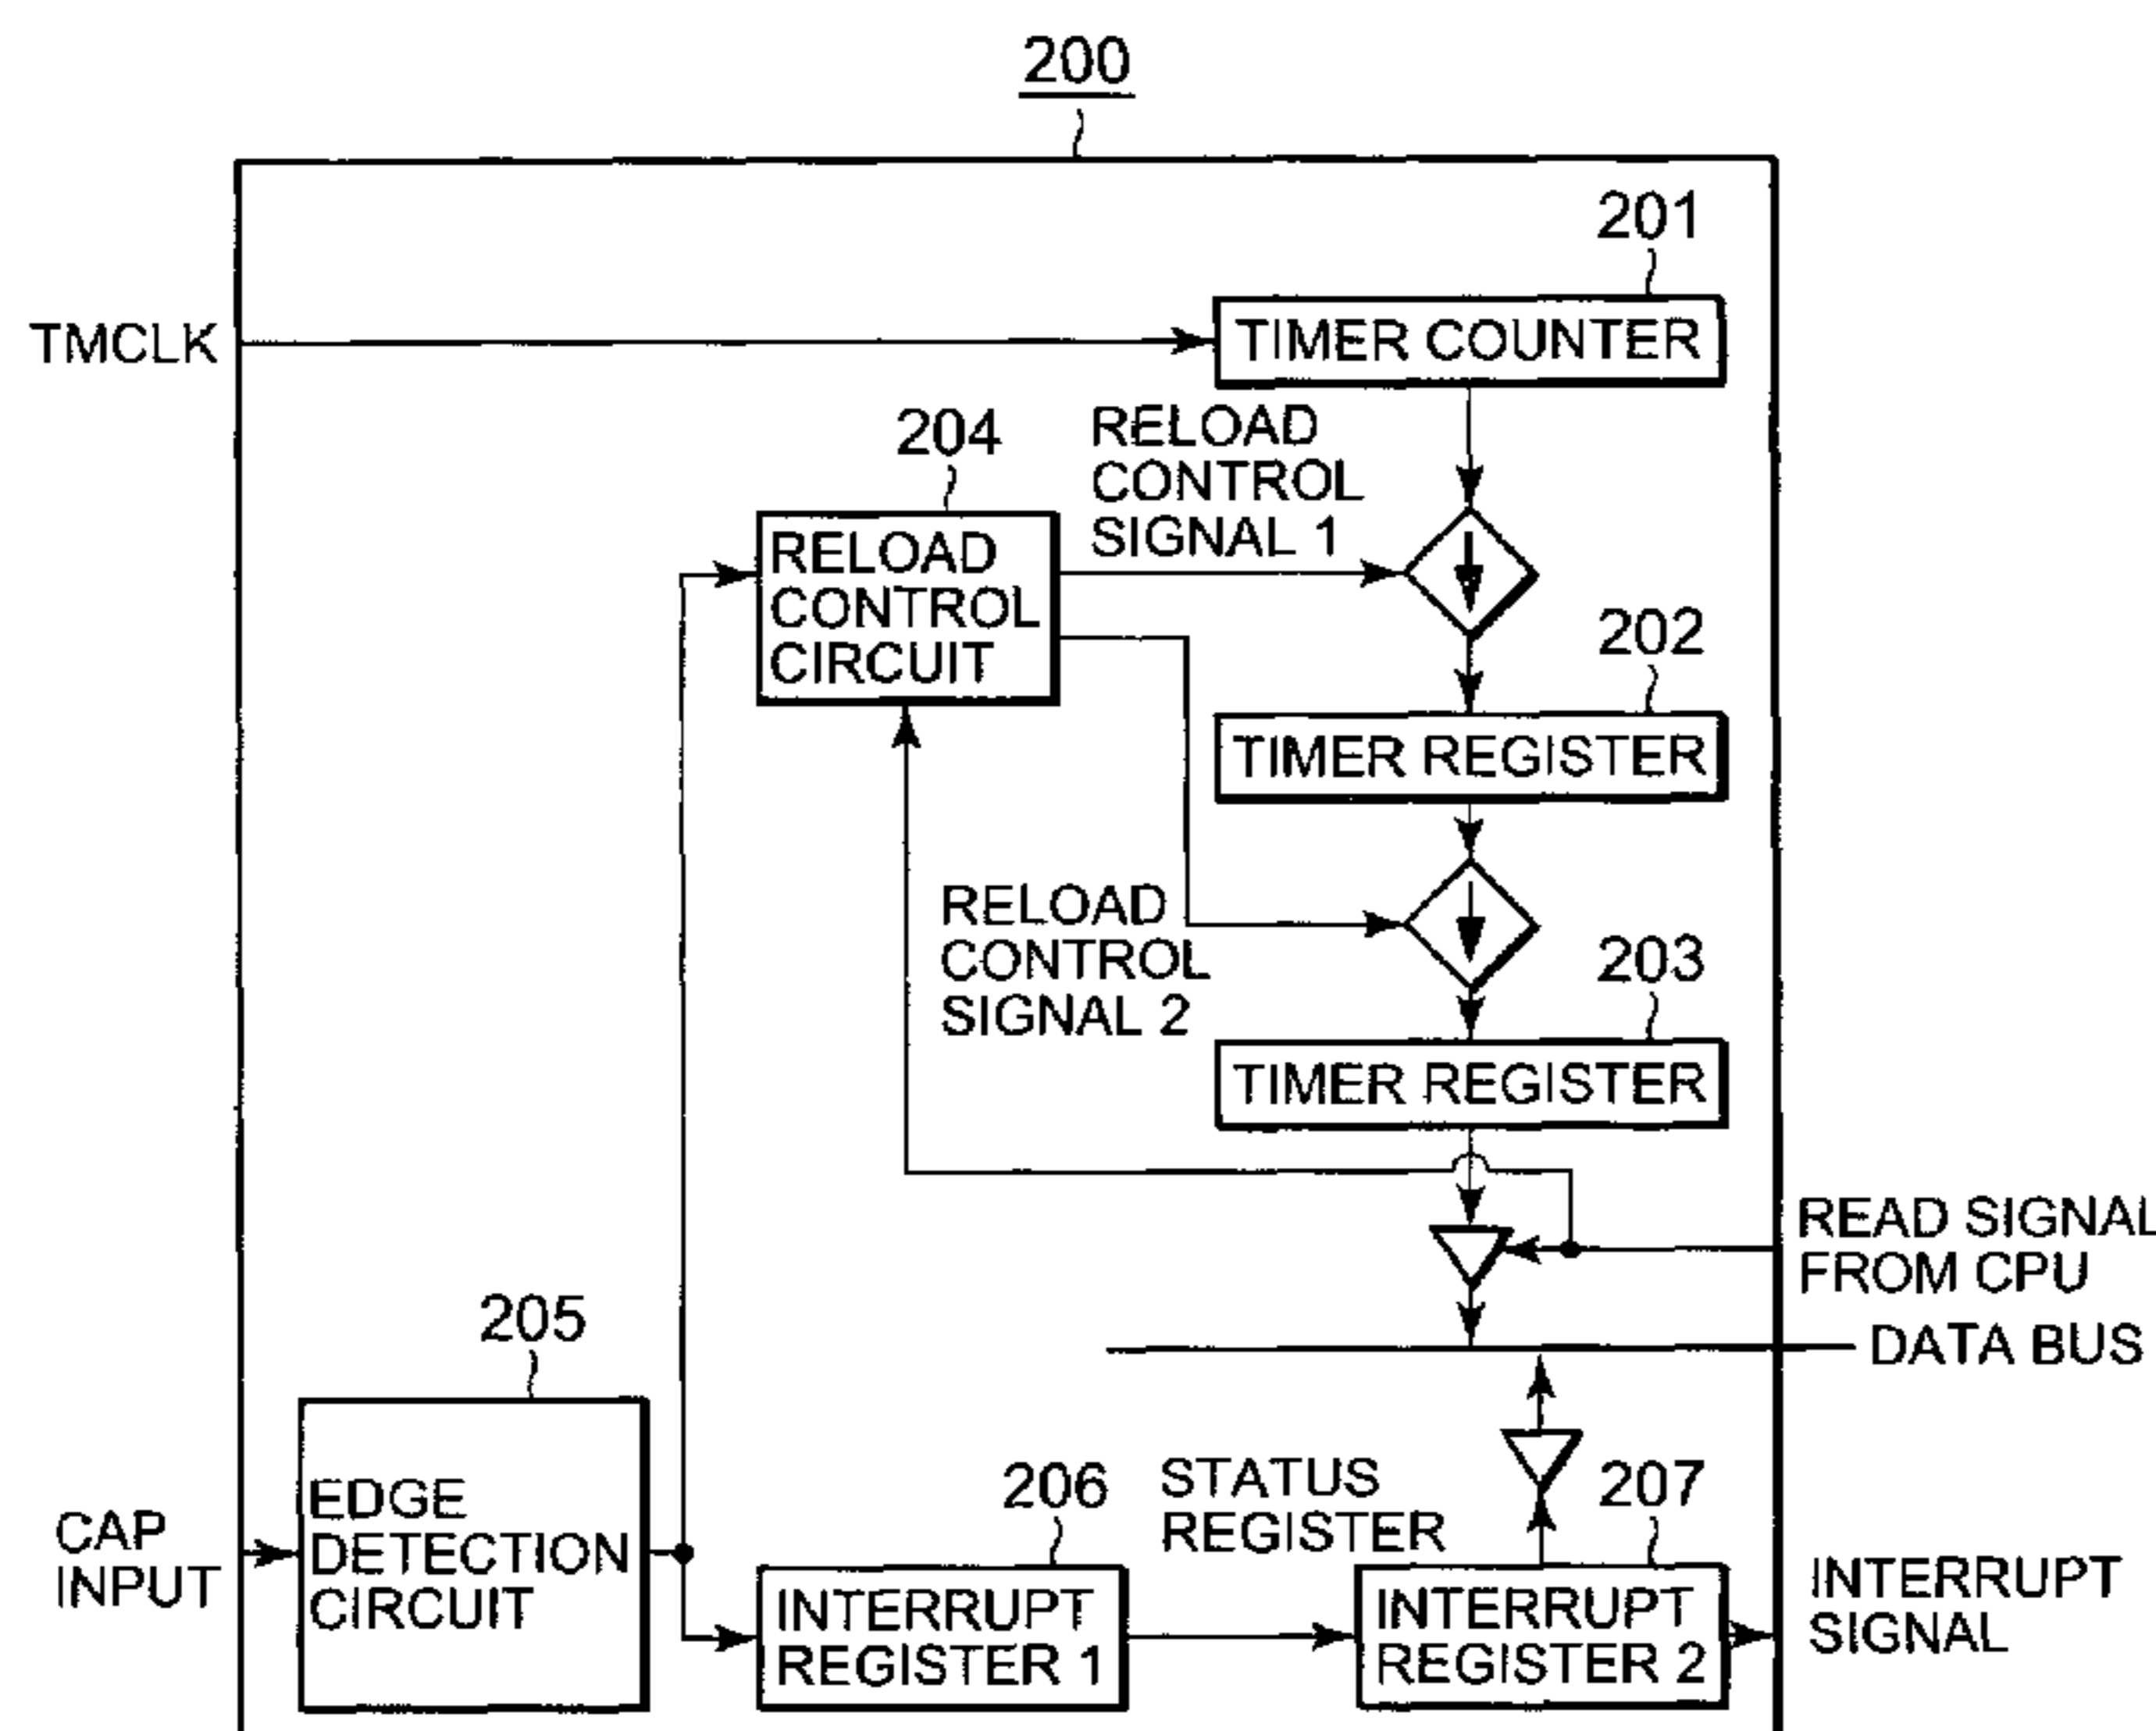 200
201
TMCLK
TIMER COUNTER
204
RELOAD
CONTROL
SIGNAL 1
RELOAD
CONTROL
CIRCUIT
202
TIMER REGISTER
RELOAD
CONTROL
SIGNAL 2
203
TIMER REGISTER
READ SIGNAL
FROM CPU
DATA BUS
205
EDGE
DETECTION
CIRCUIT
CAP
INPUT
206
STATUS
REGISTER
207
INTERRUPT
REGISTER 1
INTERRUPT
REGISTER 2
INTERRUPT
SIGNAL